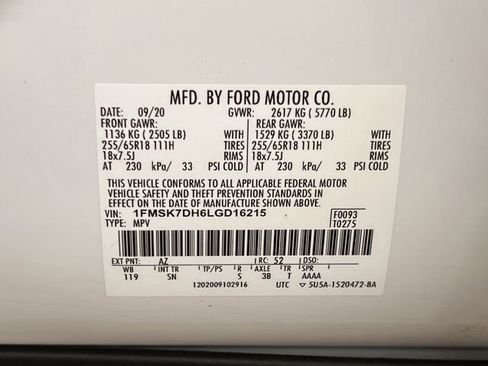 MFD. BY FORD MOTOR CO.
DATE: 09/20 GVWR: 2617 KG ( 5770 LB)
FRONT GAWR: REAR GAWR:
1136 KG ( 2505 LB) WITH 1529 KG ( 3370 LB) WITH
255/65R18 111H TIRES 255/65R18 111H TIRES
18x7.5J RIMS 18x7.5J RIMS
AT 230 kPa/ 33 PSI COLD AT 230 kPa/ 33 PSI COLD
THIS VEHICLE CONFORMS TO ALL APPLICABLE FEDERAL MOTOR
VEHICLE SAFETY AND THEFT PREVENTION STANDARDS IN EFFECT
ON THE DATE OF MANUFACTURE SHOWN ABOVE.
VIN: 1FMSK7DH6LGD16215 F0093
TYPE: MPV T0275
EXT PNT: AZ RC: 52
WB INT TR TP/PS R AXLE TR SPR
119 SN S 3B T AAAA
1202009102916 UTC ▽ 5U5A-1520472-BA